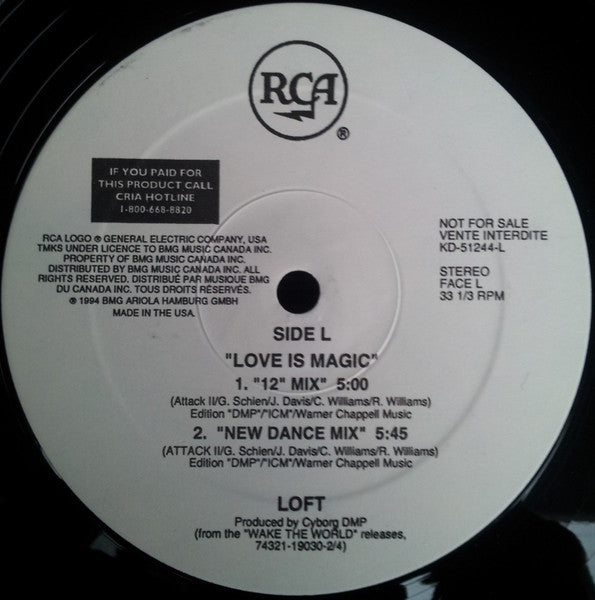 RCA
®
IF YOU PAID FOR
THIS PRODUCT CALL
CRIA HOTLINE
1-800-668-8820
RCA LOGO ® GENERAL ELECTRIC COMPANY, USA
TMKS UNDER LICENCE TO BMG MUSIC CANADA INC.
PROPERTY OF BMG MUSIC CANADA INC.
DISTRIBUTED BY BMG MUSIC CANADA INC. ALL
RIGHTS RESERVED. DISTRIBUÉ PAR MUSIQUE BMG
DU CANADA INC. TOUS DROITS RÉSERVÉS.
℗ 1994 BMG ARIOLA HAMBURG GMBH
MADE IN THE USA.
NOT FOR SALE
VENTE INTERDITE
KD-51244-L
STEREO
FACE L
33 1/3 RPM
SIDE L
"LOVE IS MAGIC"
1. "12" MIX" 5:00
(Attack II/G. Schlen/J. Davis/C. Williams/R. Williams)
Edition "DMP"/"ICM"/Warner Chappell Music
2. "NEW DANCE MIX" 5:45
(ATTACK II/G. Schlen/J. Davis/C. Williams/R. Williams)
Edition "DMP"/"ICM"/Warner Chappell Music
LOFT
Produced by Cyborg DMP
(from the "WAKE THE WORLD" releases,
74321-19030-2/4)